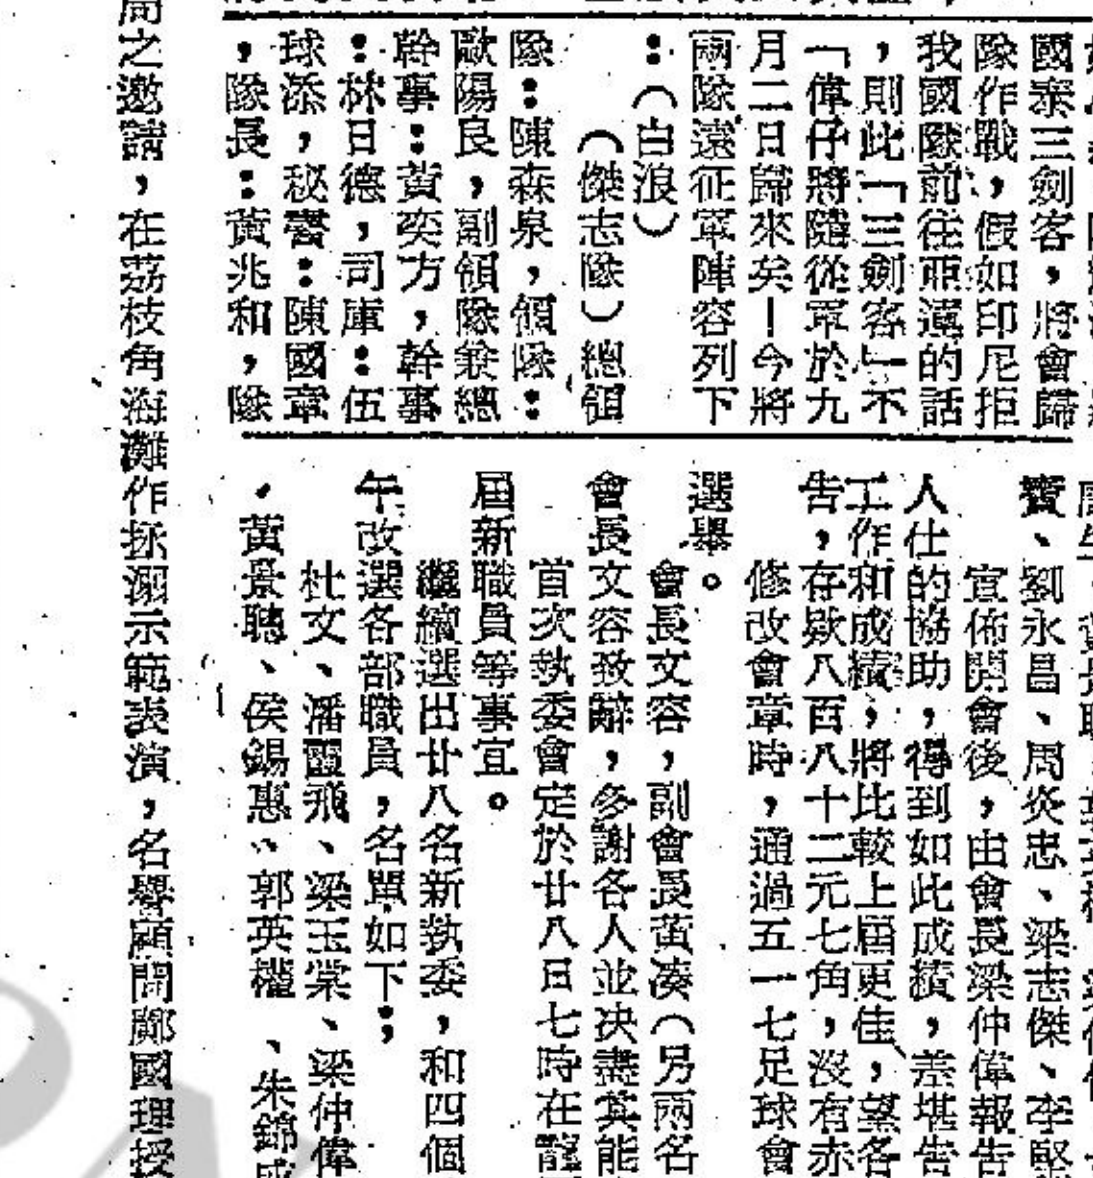 國泰三劍客，將會歸
隊作戰，假如印尼拒
我國隊前往亞運的話
，則此「三劍客」不
「偉仔將隨從軍於九
月二日歸來矣－今將
兩隊遠征軍陣容列下
：（白浪）
（傑志隊）總領
隊：陳森泉，領隊：
歐陽良，副領隊兼總
幹事：黃奕方，幹事
：林日德，司庫：伍
球添，秘書：陳國章
，隊長：黃兆和，隊
寶、劉永昌、周炎忠、梁志傑、李堅
宣佈開會後，由會長梁仲偉報告
人仕的協助，得到如此成績，差堪告
工作和成績，將比較上屆更佳，望各
告，存欵八百八十二元七角，沒有赤
修改會章時，通過五一七足球會
選舉。
會長文容，副會長黃湊（另兩名
會長文容致辭，多謝各人並決盡其能
首次執委會定於廿八日七時在龍
屆新職員等事宜。
繼續選出廿八名新執委，和四個
午改選各部職員，名單如下；
杜文、潘靈飛、梁玉棠、梁仲偉
，黃景聰、侯錫惠、郭英權、朱錦盛
之邀請，在荔枝角海灘作拯溺示範表演，名譽顧問鄺國理授